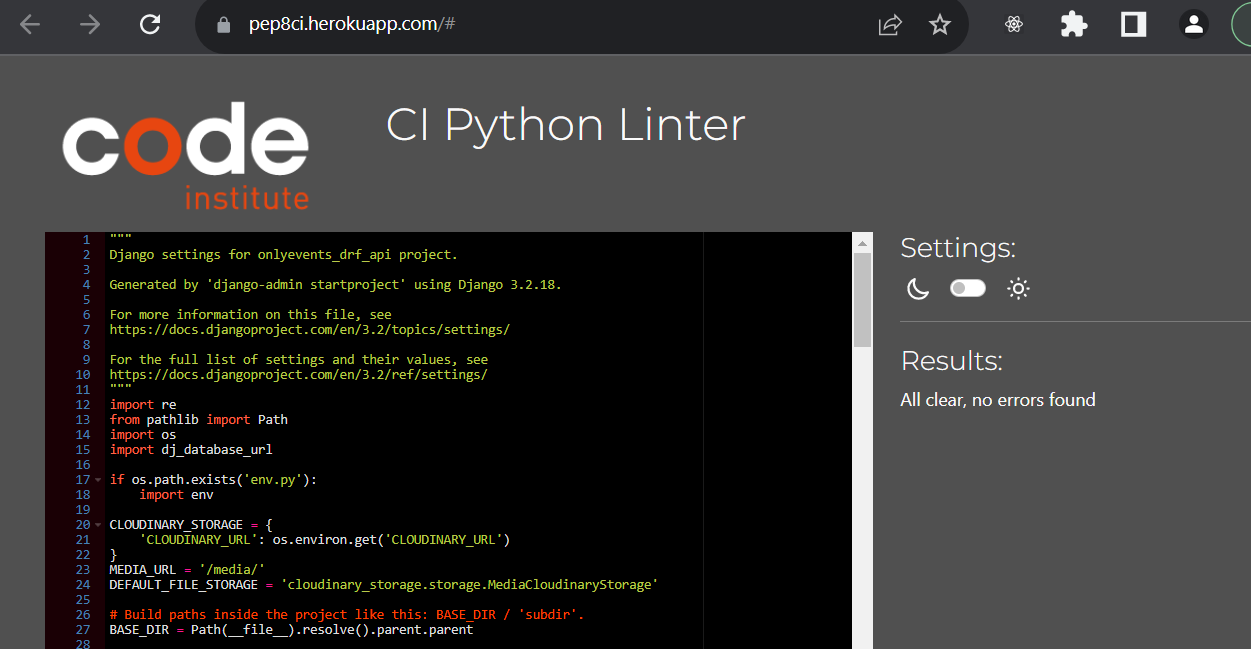 pep8ci.herokuapp.com/#
code
institute
CI Python Linter
1 """
2 Django settings for onlyevents_drf_api project.
3
4 Generated by 'django-admin startproject' using Django 3.2.18.
5
6 For more information on this file, see
7 https://docs.djangoproject.com/en/3.2/topics/settings/
8
9 For the full list of settings and their values, see
10 https://docs.djangoproject.com/en/3.2/ref/settings/
11 """
12 import re
13 from pathlib import Path
14 import os
15 import dj_database_url
16
17 if os.path.exists('env.py'):
18     import env
19
20 CLOUDINARY_STORAGE = {
21     'CLOUDINARY_URL': os.environ.get('CLOUDINARY_URL')
22 }
23 MEDIA_URL = '/media/'
24 DEFAULT_FILE_STORAGE = 'cloudinary_storage.storage.MediaCloudinaryStorage'
25
26 # Build paths inside the project like this: BASE_DIR / 'subdir'.
27 BASE_DIR = Path(__file__).resolve().parent.parent
28
Settings:
Results:
All clear, no errors found